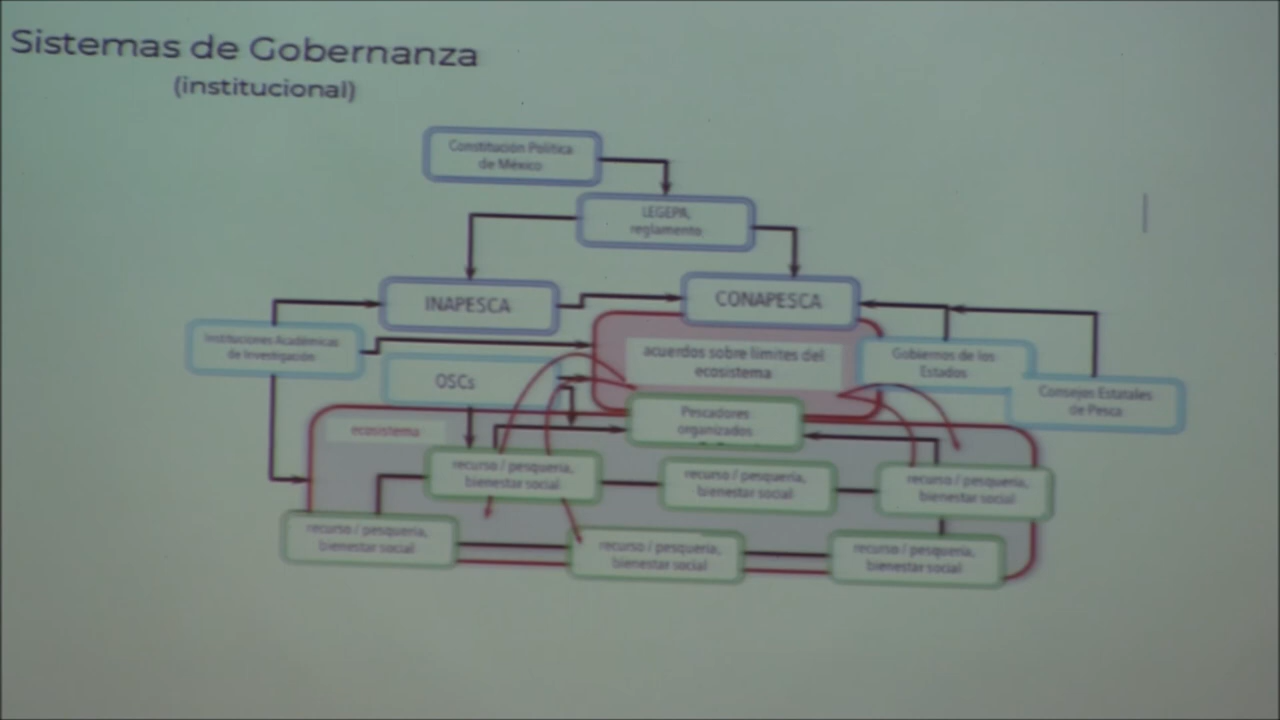 Sistemas de Gobernanza
(institucional)
Constitución Política
de México
LEGEPA,
reglamento
INAPESCA
CONAPESCA
Instituciones Académicas
de Investigación
OSCs
acuerdos sobre límites del
ecosistema
Gobiernos de los
Estados
Consejos Estatales
de Pesca
Pescadores
organizados
ecosistema
recurso / pesquería,
bienestar social
recurso / pesquería,
bienestar social
recurso / pesquería,
bienestar social
recurso / pesquería,
bienestar social
recurso / pesquería,
bienestar social
recurso / pesquería,
bienestar social